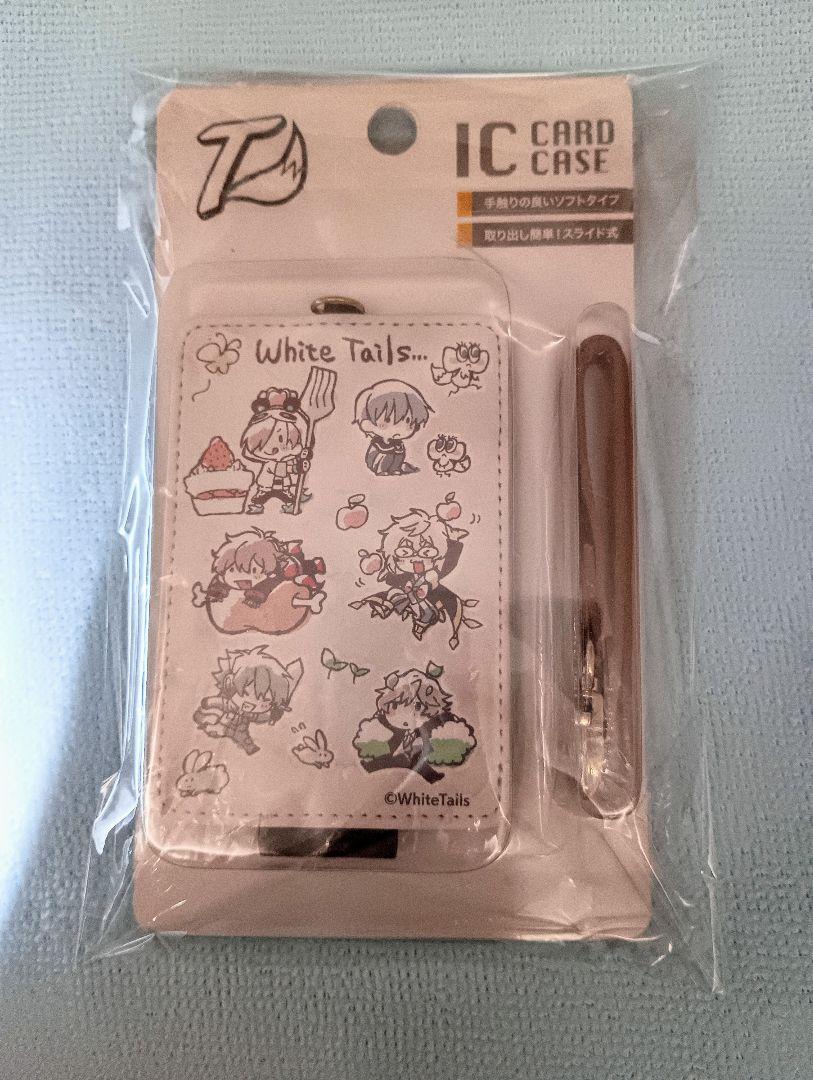 T
IC CARD CASE
手触りの良いソフトタイプ
取り出し簡単！スライド式
White Tails...
©WhiteTails